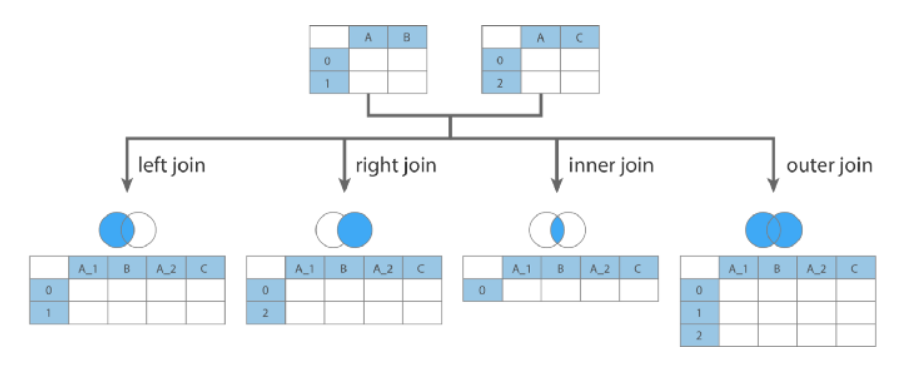 A B
0
1
A C
0
2
left join
right join
inner join
outer join
A_1 B A_2 C
0
1
A_1 B A_2 C
0
2
A_1 B A_2 C
0
A_1 B A_2 C
0
1
2